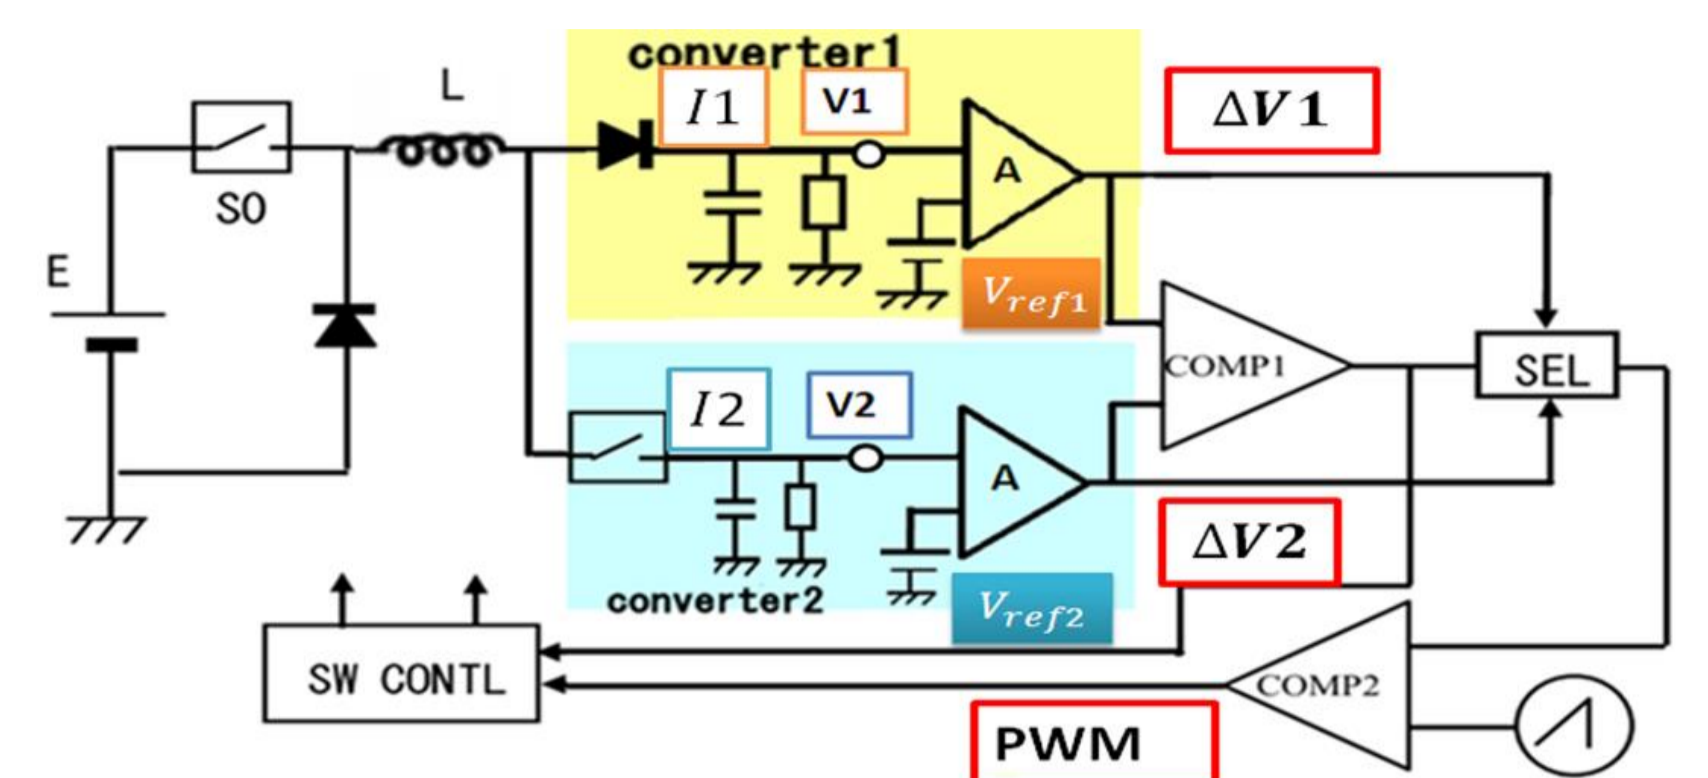 converter1
L
I1
V1
ΔV1
A
S0
E
Vref1
COMP1
SEL
I2
V2
A
ΔV2
converter2
Vref2
SW CONTL
COMP2
PWM